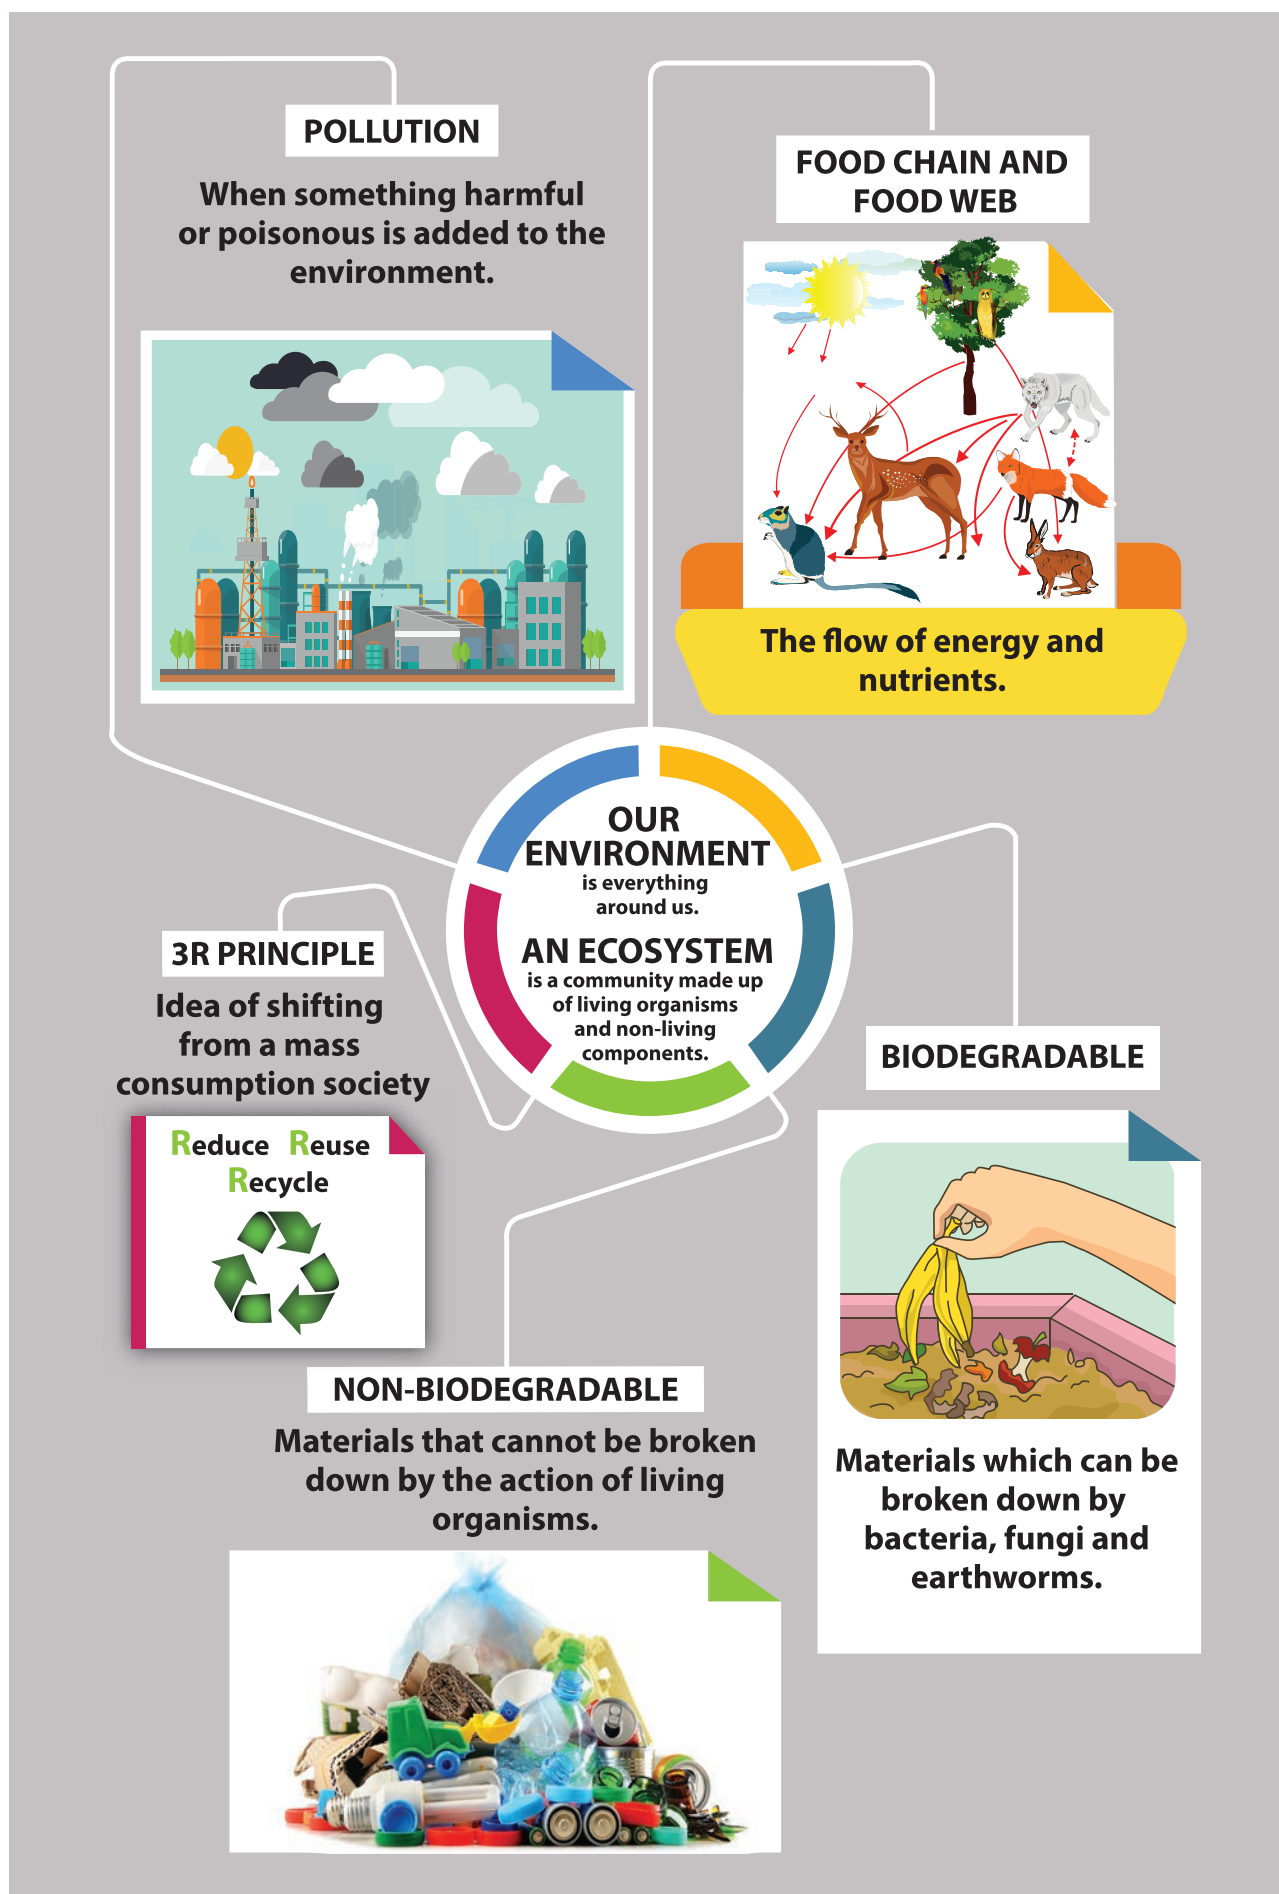 POLLUTION
When something harmful
or poisonous is added to the
environment.
FOOD CHAIN AND
FOOD WEB
The flow of energy and
nutrients.
OUR
ENVIRONMENT
is everything
around us.
AN ECOSYSTEM
is a community made up
of living organisms
and non-living
components.
3R PRINCIPLE
Idea of shifting
from a mass
consumption society
Reduce Reuse
Recycle
BIODEGRADABLE
Materials which can be
broken down by
bacteria, fungi and
earthworms.
NON-BIODEGRADABLE
Materials that cannot be broken
down by the action of living
organisms.